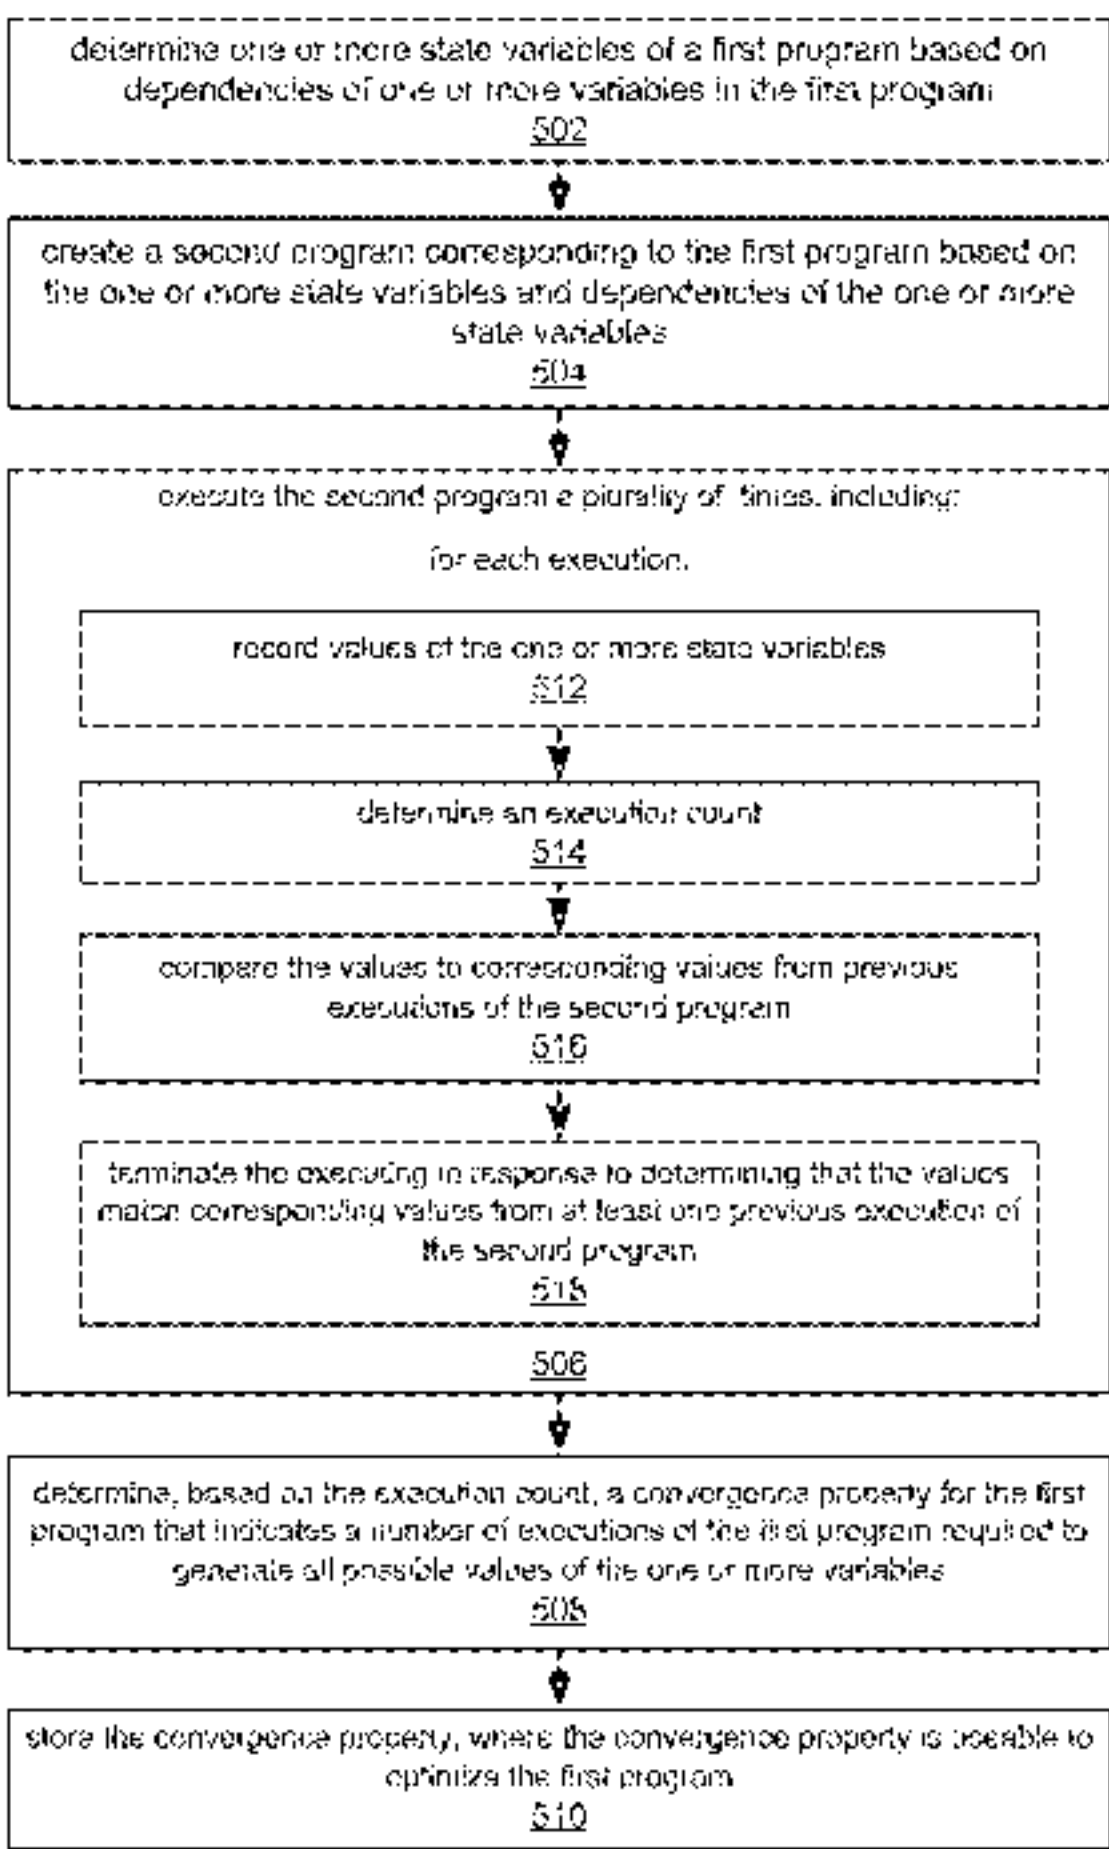 determine one or more state variables of a first program based on
dependencies of one or more variables in the first program
502
create a second program corresponding to the first program based on
the one or more state variables and dependencies of the one or more
state variables
504
execute the second program a plurality of times, including:
for each execution,
record values of the one or more state variables
512
determine an execution count
514
compare the values to corresponding values from previous
executions of the second program
516
terminate the executing in response to determining that the values
match corresponding values from at least one previous execution of
the second program
518
506
determine, based on the execution count, a convergence property for the first
program that indicates a number of executions of the first program required to
generate all possible values of the one or more variables
508
store the convergence property, where the convergence property is useable to
optimize the first program
510